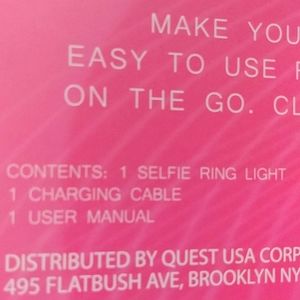 MAKE YOU
EASY TO USE
ON THE GO. CL
CONTENTS: 1 SELFIE RING LIGHT
1 CHARGING CABLE
1 USER MANUAL
DISTRIBUTED BY QUEST USA CORP
495 FLATBUSH AVE, BROOKLYN NY